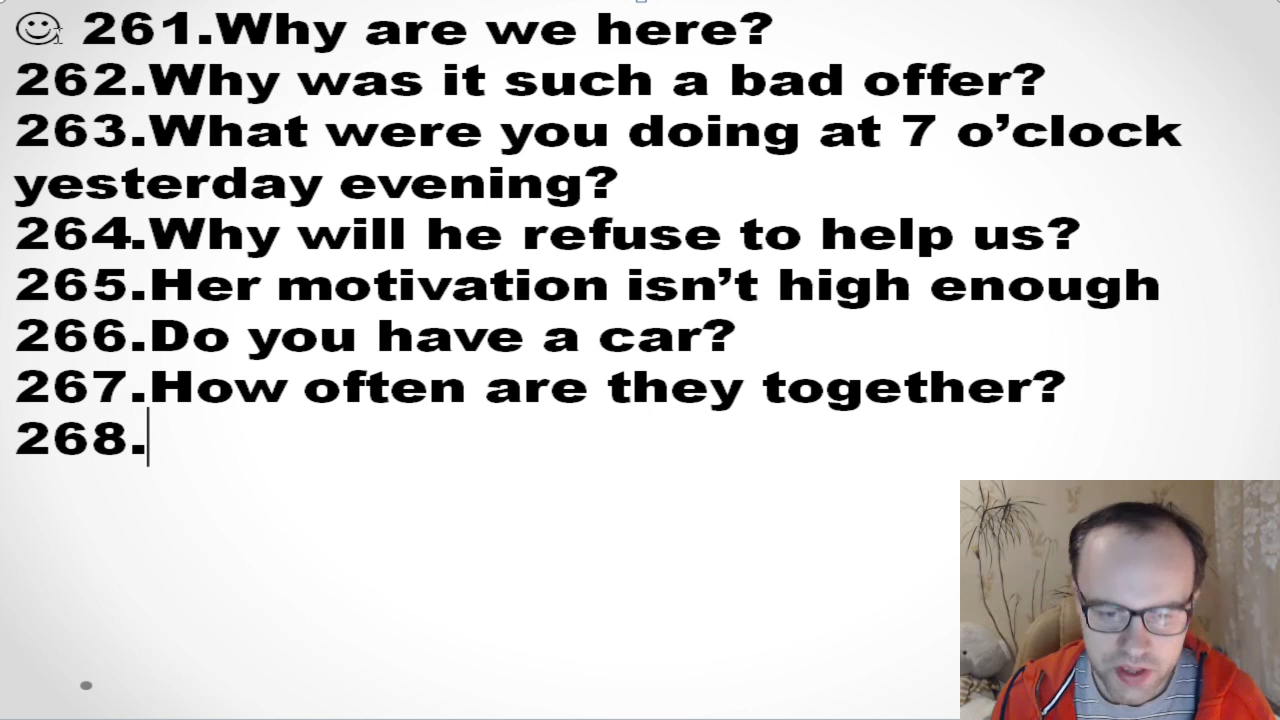 261.Why are we here?
262.Why was it such a bad offer?
263.What were you doing at 7 o’clock
yesterday evening?
264.Why will he refuse to help us?
265.Her motivation isn’t high enough
266.Do you have a car?
267.How often are they together?
268.